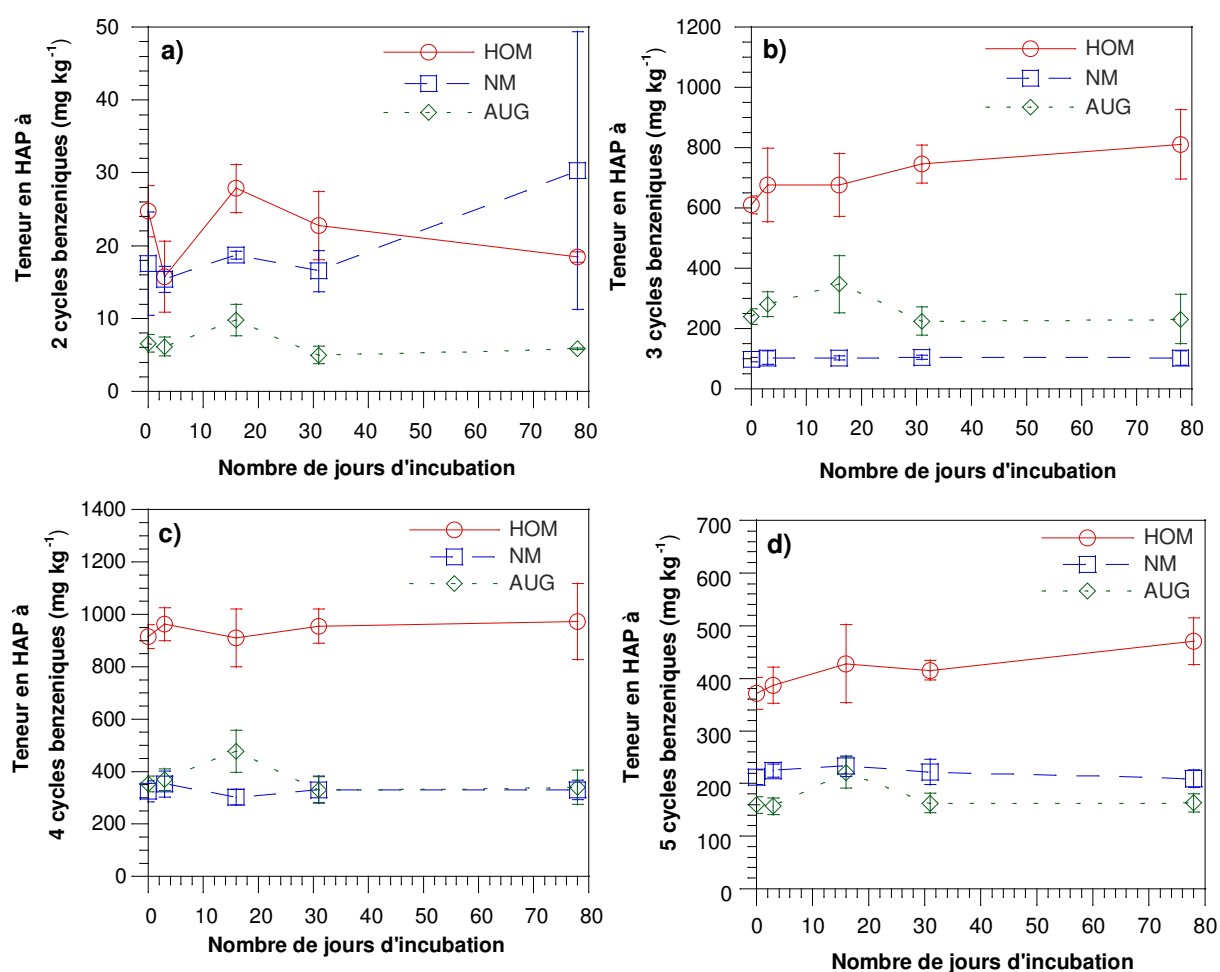 a)
HOM
NM
AUG
50
40
30
20
10
0
0 10 20 30 40 50 60 70 80
Teneur en HAP à
2 cycles benzeniques (mg kg⁻¹)
Nombre de jours d'incubation
b)
HOM
NM
AUG
1200
1000
800
600
400
200
0
0 10 20 30 40 50 60 70 80
Teneur en HAP à
3 cycles benzeniques (mg kg⁻¹)
Nombre de jours d'incubation
c)
HOM
NM
AUG
1400
1200
1000
800
600
400
200
0
0 10 20 30 40 50 60 70 80
Teneur en HAP à
4 cycles benzeniques (mg kg⁻¹)
Nombre de jours d'incubation
d)
HOM
NM
AUG
700
600
500
400
300
200
100
0
0 10 20 30 40 50 60 70 80
Teneur en HAP à
5 cycles benzeniques (mg kg⁻¹)
Nombre de jours d'incubation